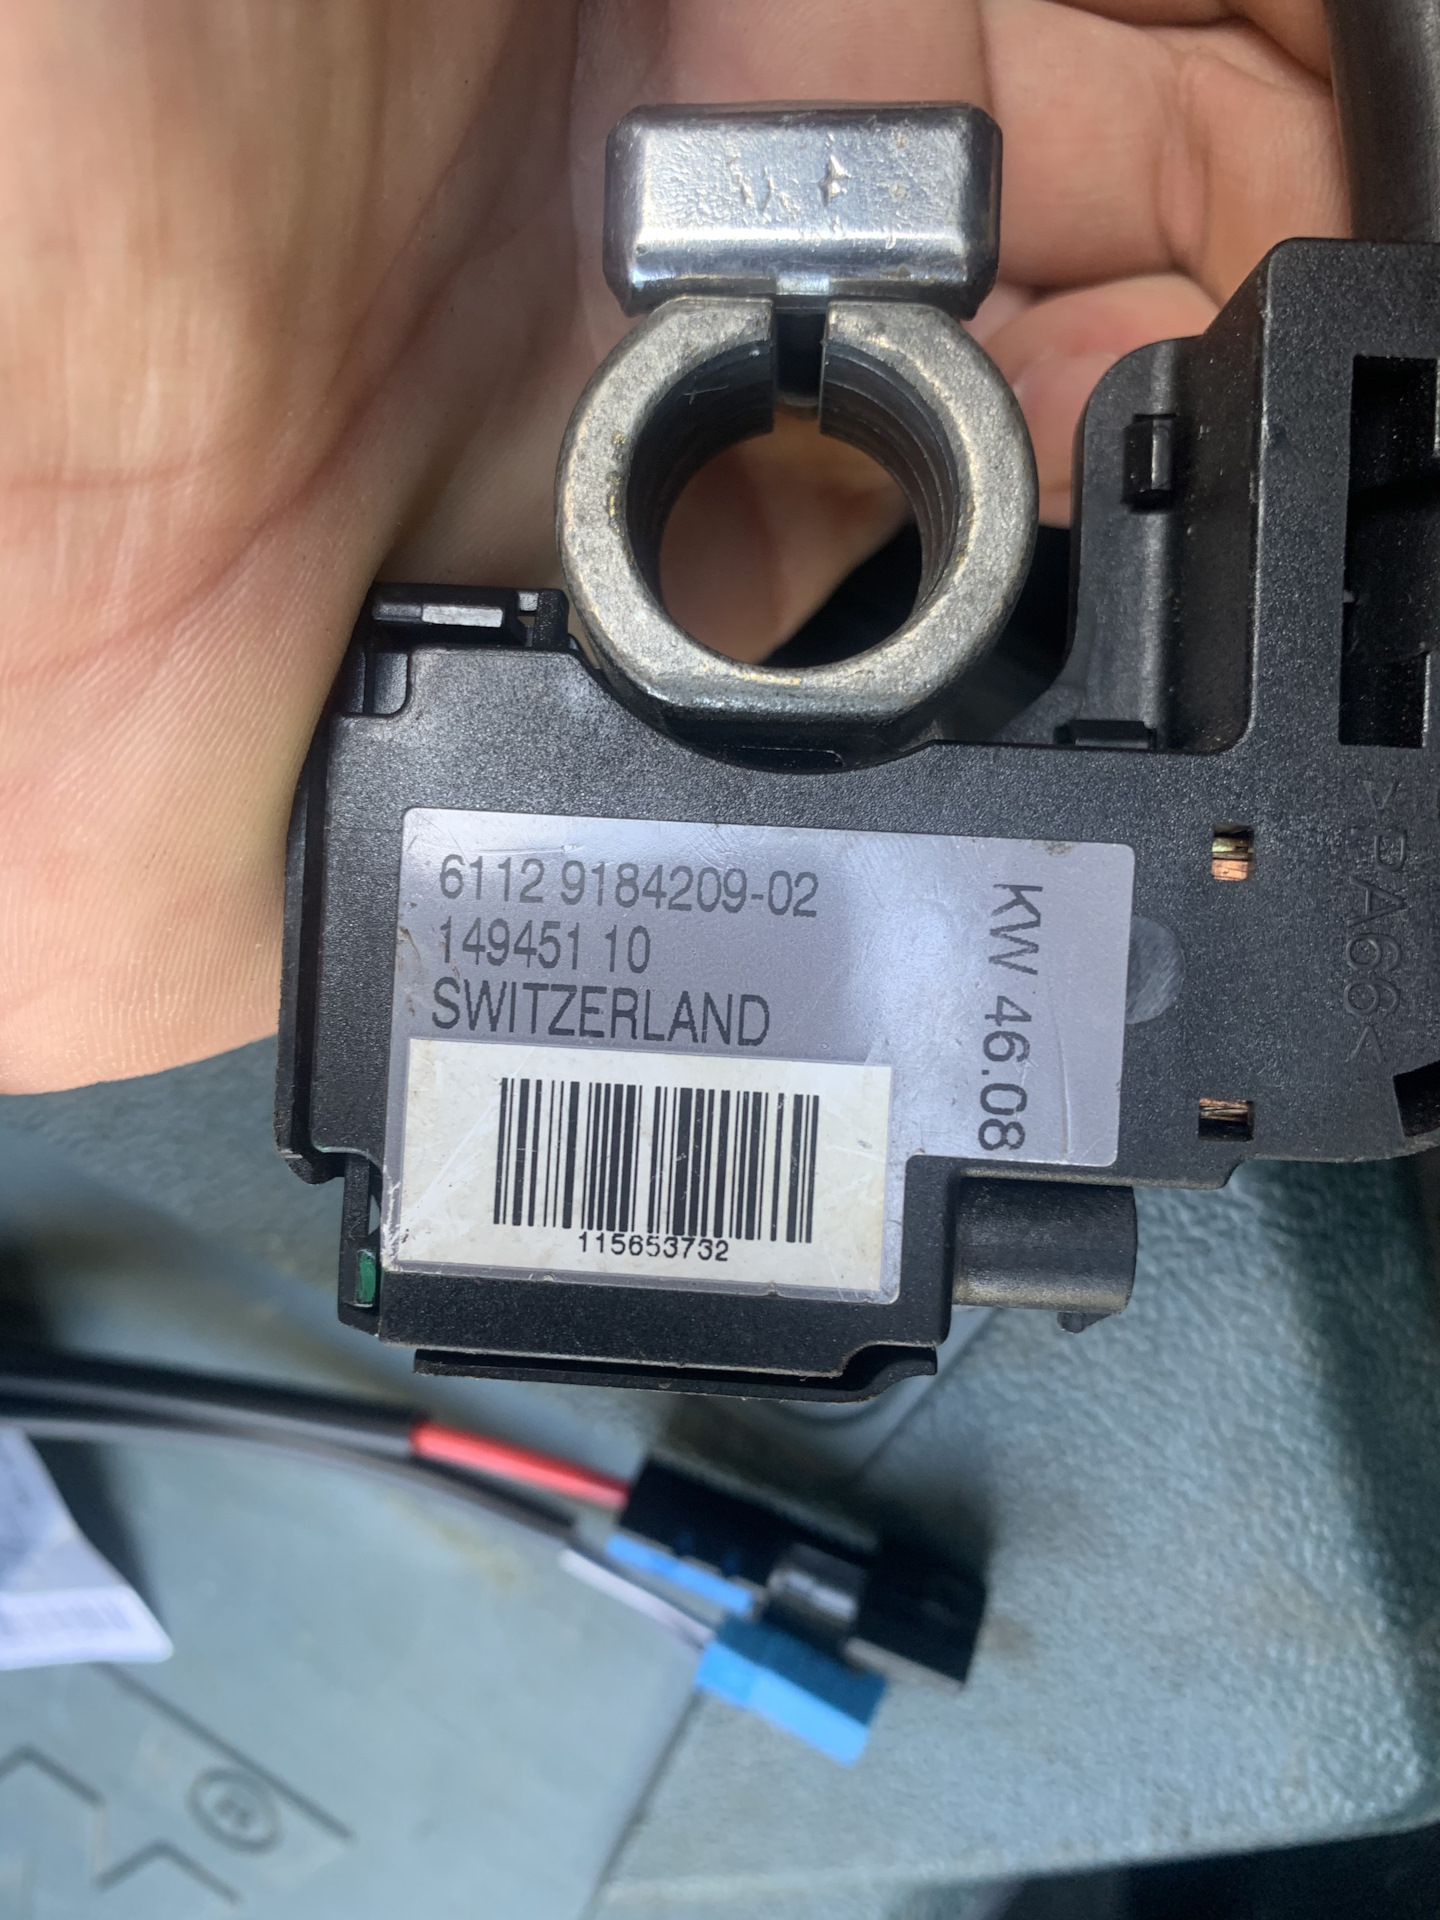 6112 9184209-02
149451 10
SWITZERLAND
KW 46.08
115653732
>PA66<
®